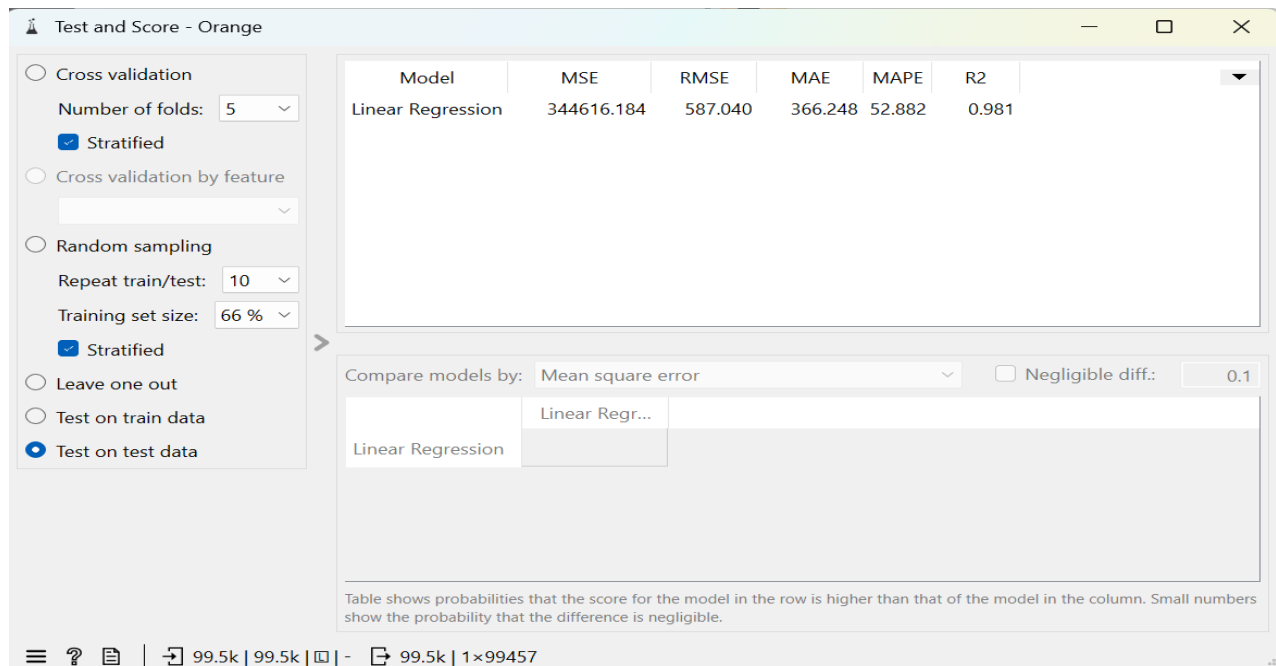 Test and Score - Orange
Cross validation
Number of folds: 5
Stratified
Cross validation by feature
Random sampling
Repeat train/test: 10
Training set size: 66 %
Stratified
Leave one out
Test on train data
Test on test data
Model MSE RMSE MAE MAPE R2
Linear Regression 344616.184 587.040 366.248 52.882 0.981
Compare models by: Mean square error Negligible diff.: 0.1
Linear Regr...
Linear Regression
Table shows probabilities that the score for the model in the row is higher than that of the model in the column. Small numbers
show the probability that the difference is negligible.
99.5k | 99.5k | - 99.5k | 1×99457